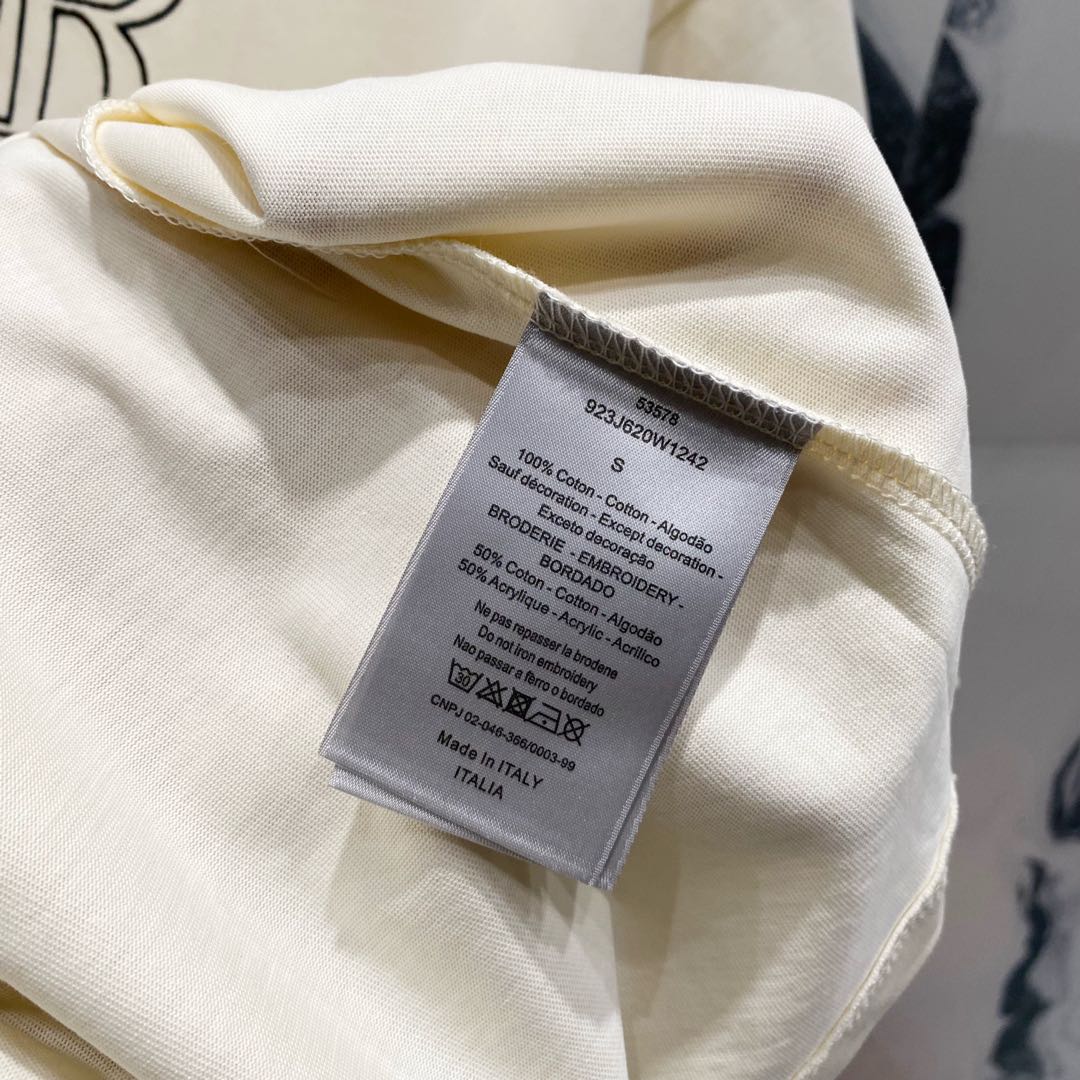 R
53578
923J620W1242
S
100% Coton - Cotton - Algodão
Sauf décoration - Except decoration -
Exceto decoração
BRODERIE - EMBROIDERY -
BORDADO
50% Coton - Cotton - Algodão
50% Acrylique - Acrylic - Acrilico
Ne pas repasser la brodene
Do not iron embroidery
Nao passar a ferro o bordado
30
CNPJ 02-046-366/0003-99
Made In ITALY
ITALIA